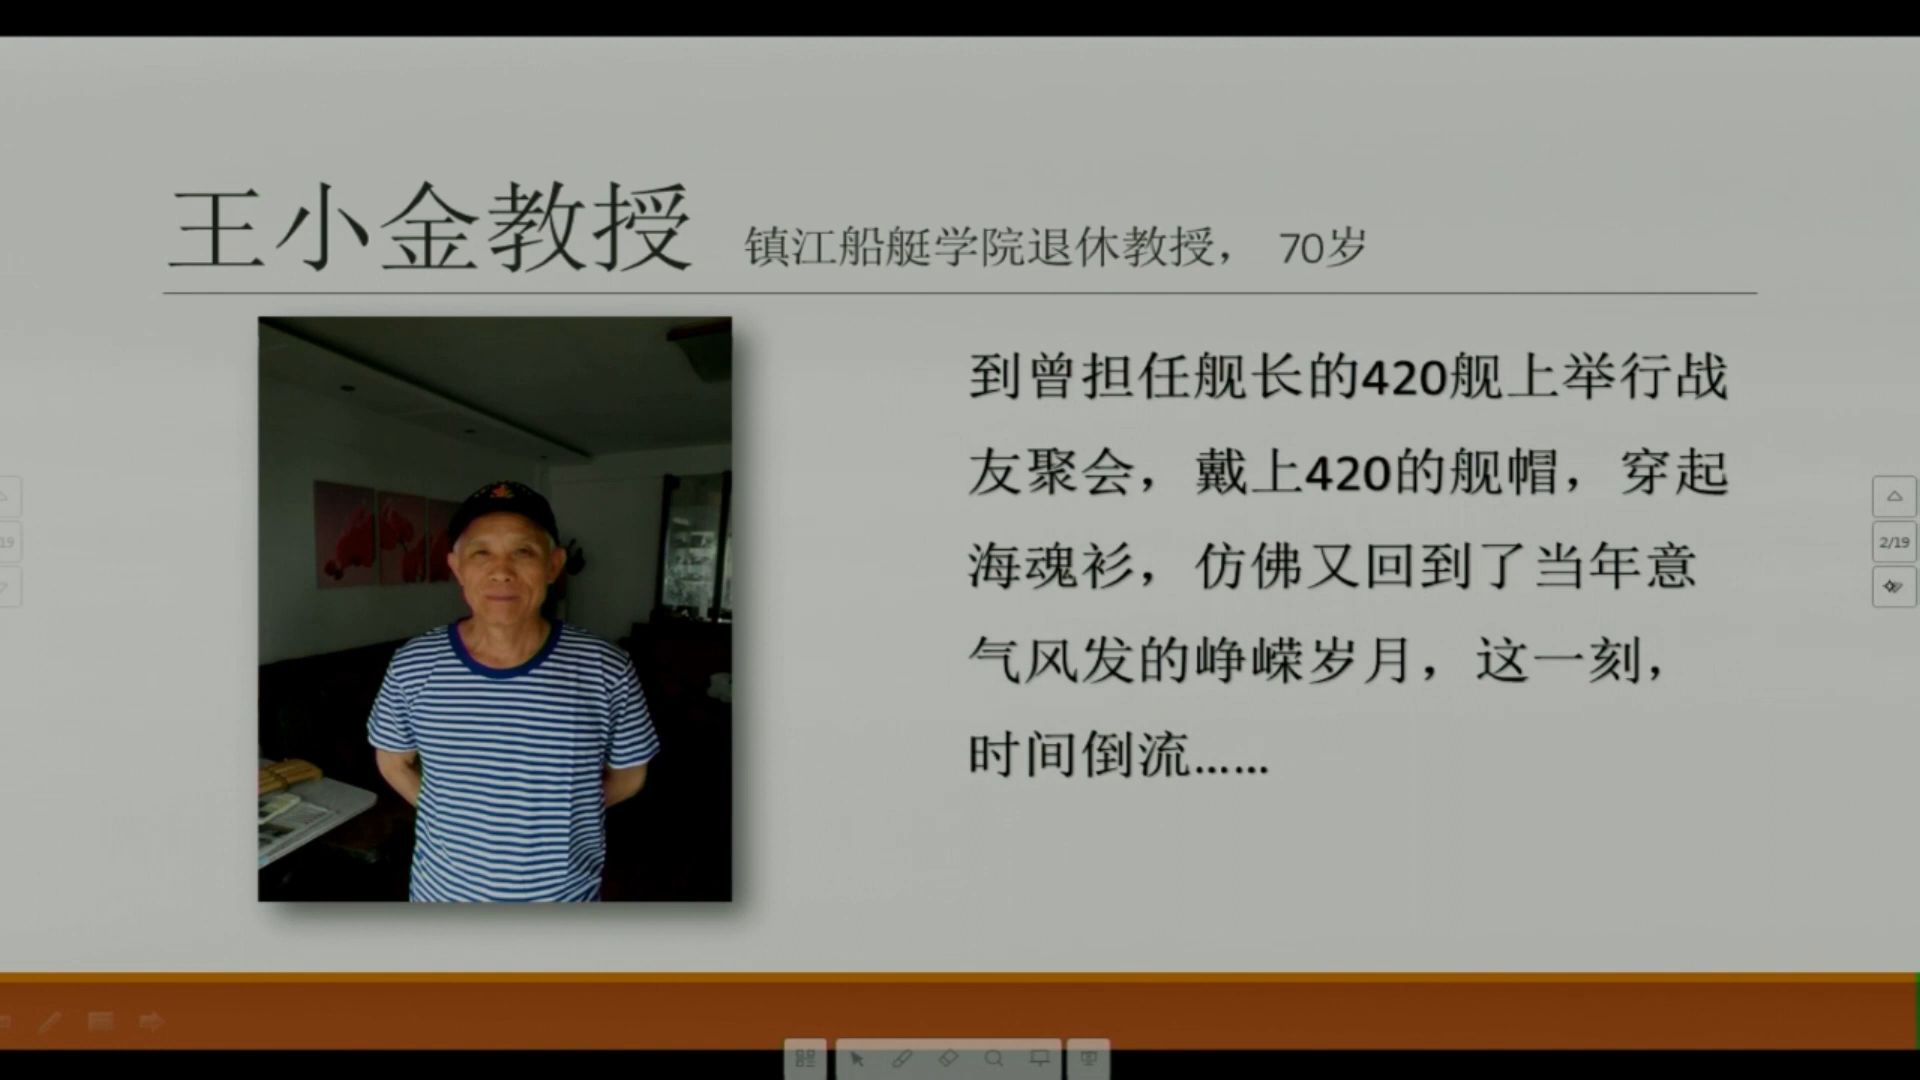 王小金教授 镇江船艇学院退休教授， 70岁
到曾担任舰长的420舰上举行战
友聚会，戴上420的舰帽，穿起
海魂衫，仿佛又回到了当年意
气风发的峥嵘岁月，这一刻，
时间倒流……
19
2/19